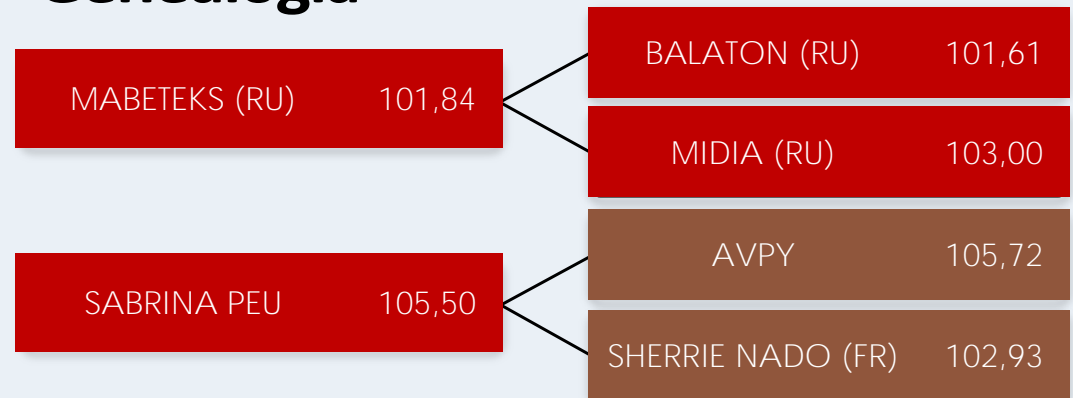 Genealogia
MABETEKS (RU) 101,84
BALATON (RU) 101,61
MIDIA (RU) 103,00
SABRINA PEU 105,50
AVPY 105,72
SHERRIE NADO (FR) 102,93